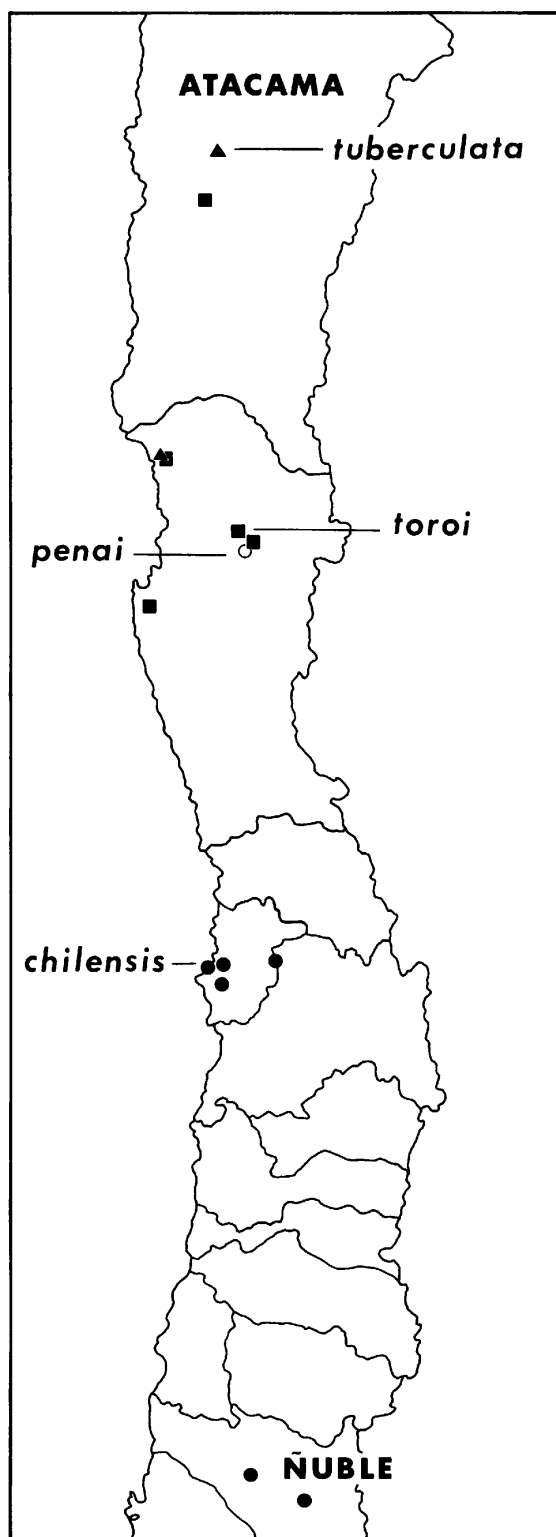 ATACAMA
tuberculata
toroi
penai
chilensis
ÑUBLE